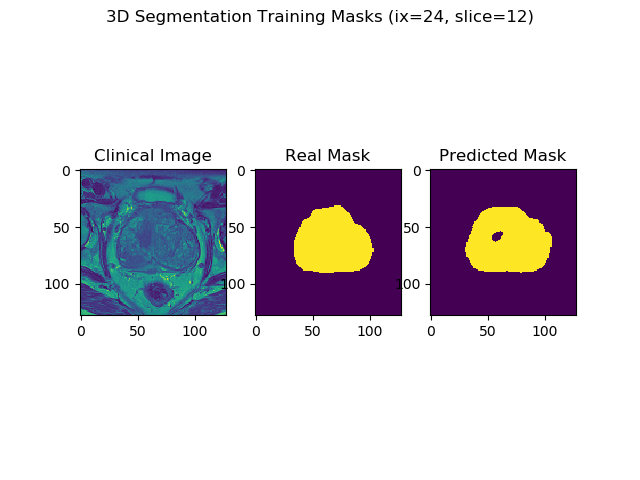 3D Segmentation Training Masks (ix=24, slice=12)
Clinical Image Real Mask Predicted Mask
0 0 0
50 50 50
100 100 100
0 100 0 50 100 0 50 100